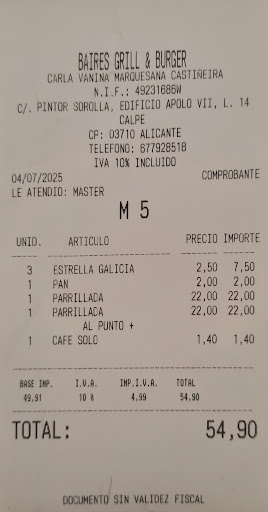 BAIRES GRILL & BURGER
CARLA VANINA MARQUESANA CASTIÑEIRA
N.I.F.: 49231686W
C/. PINTOR SOROLLA, EDIFICIO APOLO VII, L. 14
CALPE
CP: 03710 ALICANTE
TELEFONO: 677928518
IVA 10% INCLUIDO
04/07/2025 COMPROBANTE
LE ATENDIO: MASTER
M 5
UNID. ARTICULO PRECIO IMPORTE
3 ESTRELLA GALICIA 2,50 7,50
1 PAN 2,00 2,00
1 PARRILLADA 22,00 22,00
1 PARRILLADA 22,00 22,00
AL PUNTO +
1 CAFE SOLO 1,40 1,40
BASE IMP. I.V.A. IMP.I.V.A. TOTAL
49,91 10 % 4,99 54,90
TOTAL: 54,90
DOCUMENTO SIN VALIDEZ FISCAL